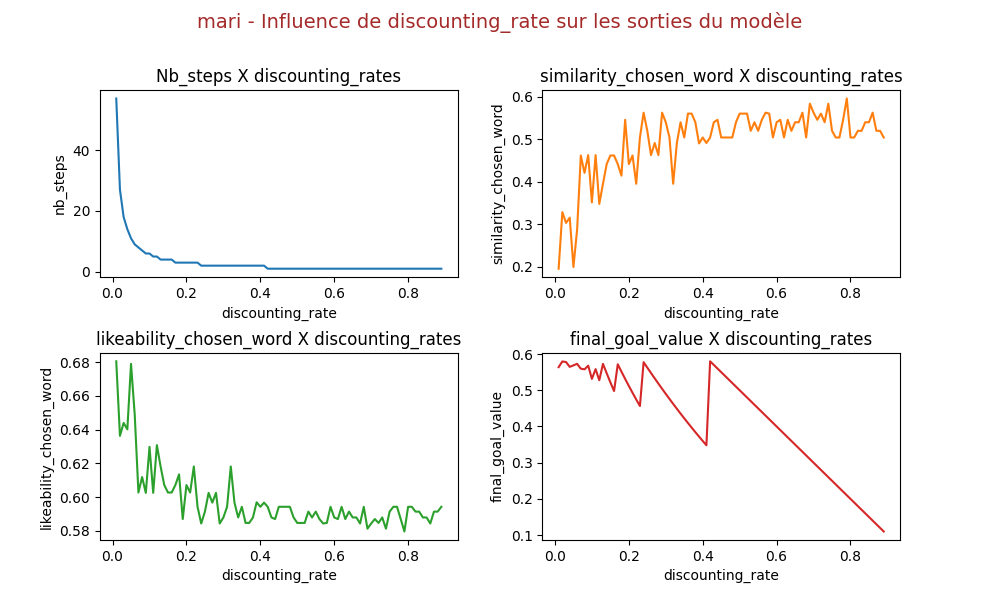 mari - Influence de discounting_rate sur les sorties du modèle
Nb_steps X discounting_rates
nb_steps
40
20
0
0.0 0.2 0.4 0.6 0.8
discounting_rate
similarity_chosen_word X discounting_rates
similarity_chosen_word
0.6
0.5
0.4
0.3
0.2
0.0 0.2 0.4 0.6 0.8
discounting_rate
likeability_chosen_word X discounting_rates
likeability_chosen_word
0.68
0.66
0.64
0.62
0.60
0.58
0.0 0.2 0.4 0.6 0.8
discounting_rate
final_goal_value X discounting_rates
final_goal_value
0.6
0.5
0.4
0.3
0.2
0.1
0.0 0.2 0.4 0.6 0.8
discounting_rate